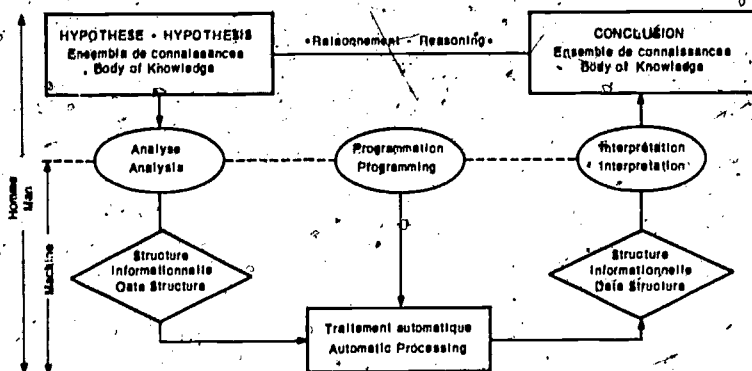 HYPOTHESE - HYPOTHESIS
Ensemble de connaissances
Body of Knowledge
•Raisonnement - Reasoning•
CONCLUSION
Ensemble de connaissances
Body of Knowledge
Analyse
Analysis
Programmation
Programming
Interprétation
Interpretation
Homme
Man
Machine
Structure
Informationnelle
Data Structure
Structure
Informationnelle
Data Structure
Traitement automatique
Automatic Processing